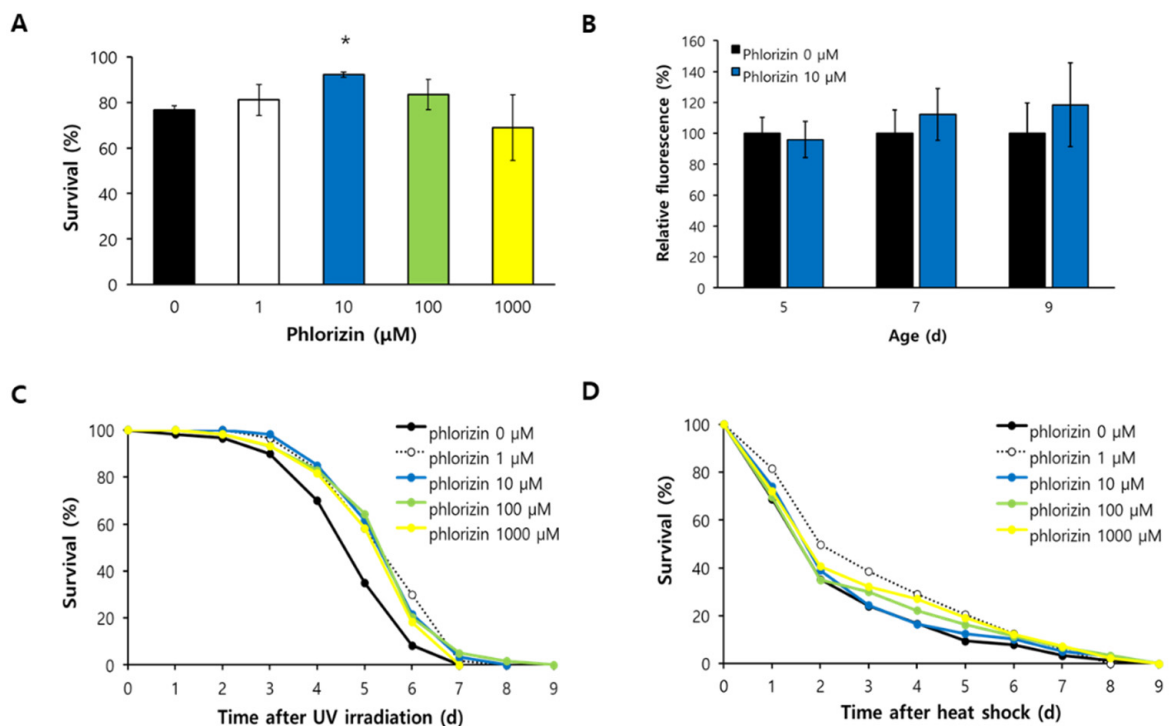 A
*
100
80
60
40
20
0
Survival (%)
0 1 10 100 1000
Phlorizin (μM)
B
160
140
120
100
80
60
40
20
0
Relative fluorescence (%)
Phlorizin 0 μM
Phlorizin 10 μM
5 7 9
Age (d)
C
100
80
60
40
20
0
Survival (%)
phlorizin 0 μM
phlorizin 1 μM
phlorizin 10 μM
phlorizin 100 μM
phlorizin 1000 μM
0 1 2 3 4 5 6 7 8 9
Time after UV irradiation (d)
D
100
80
60
40
20
0
Survival (%)
phlorizin 0 μM
phlorizin 1 μM
phlorizin 10 μM
phlorizin 100 μM
phlorizin 1000 μM
0 1 2 3 4 5 6 7 8 9
Time after heat shock (d)